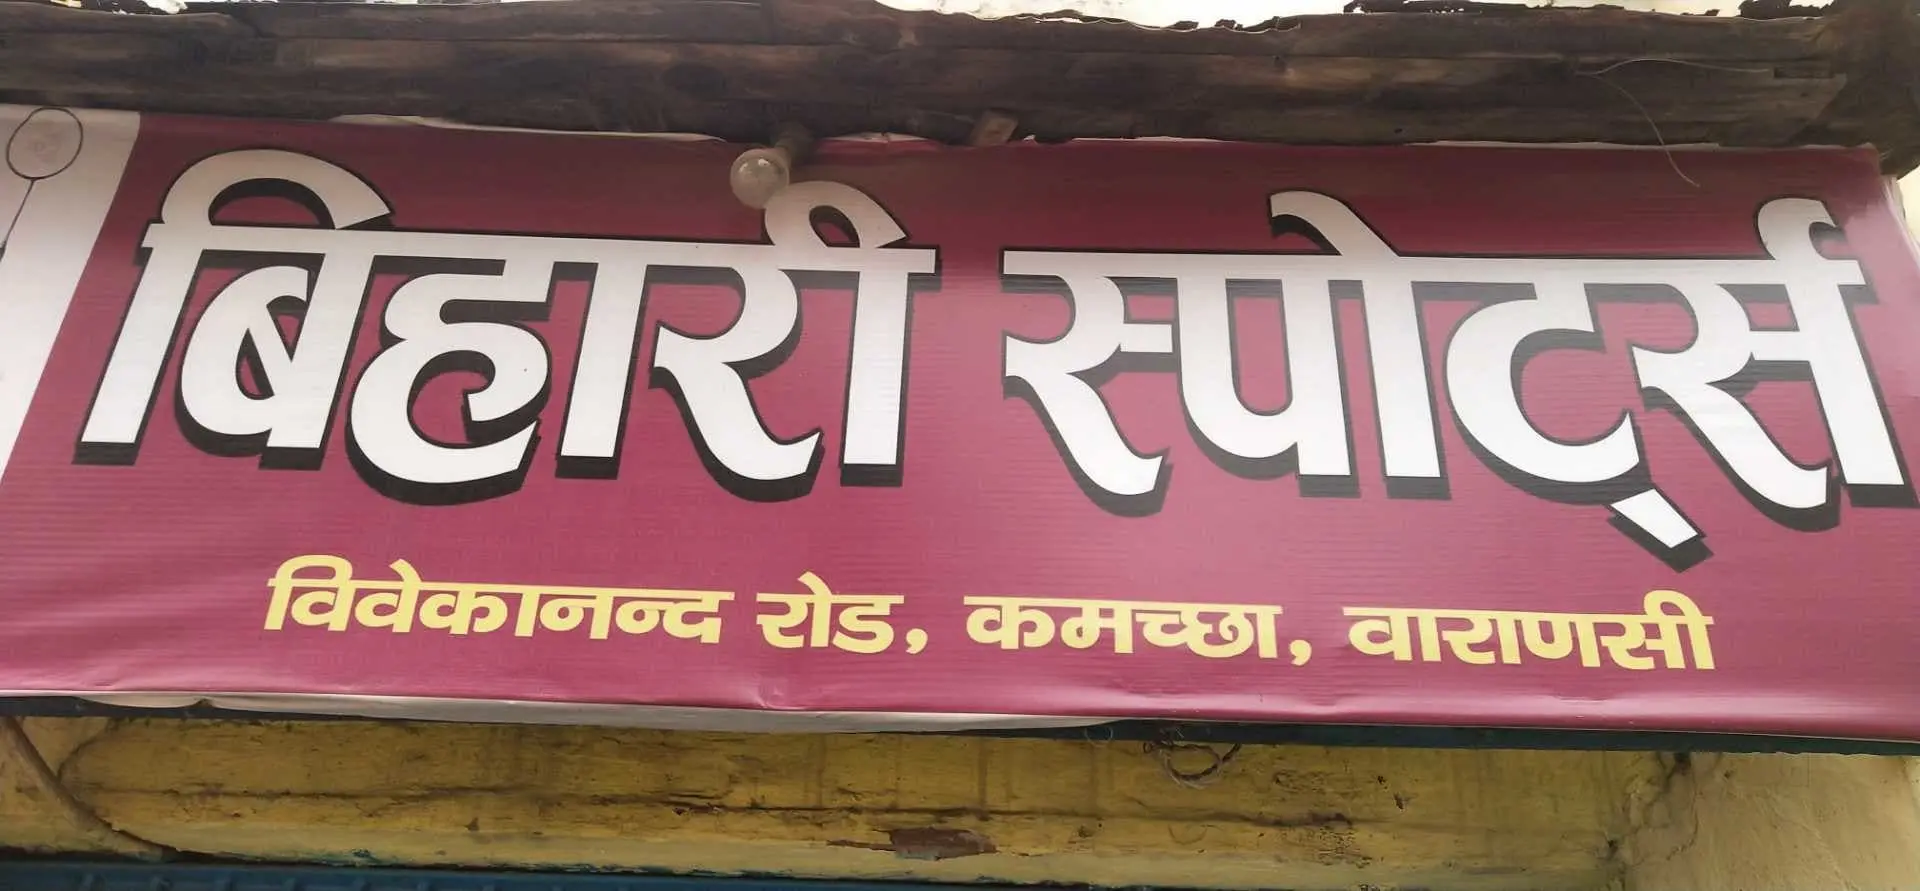 बिहारी स्पोर्ट्स
विवेकानन्द रोड, कमच्छा, वाराणसी